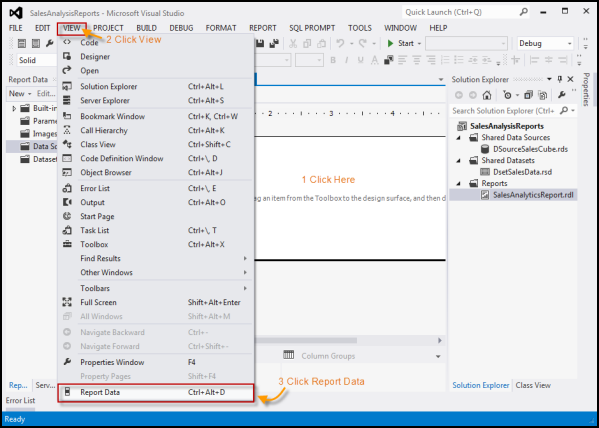 SalesAnalysisReports - Microsoft Visual Studio
Quick Launch (Ctrl+Q)
FILE EDIT VIEW PROJECT BUILD DEBUG FORMAT REPORT SQL PROMPT TOOLS WINDOW HELP
2 Click View
Start
Debug
Solid
Report Data
New
Edit
Built-in
Param
Images
Data So
Dataset
Code
Designer
Open
Solution Explorer Ctrl+Alt+L
Server Explorer Ctrl+Alt+S
Bookmark Window Ctrl+K, Ctrl+W
Call Hierarchy Ctrl+Alt+K
Class View Ctrl+Shift+C
Code Definition Window Ctrl+\, D
Object Browser Ctrl+Alt+J
Error List Ctrl+\, E
Output Ctrl+Alt+O
Start Page
Task List Ctrl+\, T
Toolbox Ctrl+Alt+X
Find Results
Other Windows
Toolbars
Full Screen Shift+Alt+Enter
All Windows Shift+Alt+M
Navigate Backward Ctrl+-
Navigate Forward Ctrl+Shift+-
Properties Window F4
Property Pages Shift+F4
Report Data Ctrl+Alt+D
2 3 4
1 Click Here
ag an item from the Toolbox to the design surface, and then d
Column Groups
3 Click Report Data
Solution Explorer
Search Solution Explorer (Ctrl+
SalesAnalysisReports
Shared Data Sources
DSourceSalesCube.rds
Shared Datasets
DsetSalesData.rsd
Reports
SalesAnalyticsReport.rdl
Solution Explorer Class View
Properties
Rep... Serv...
Error List
Ready